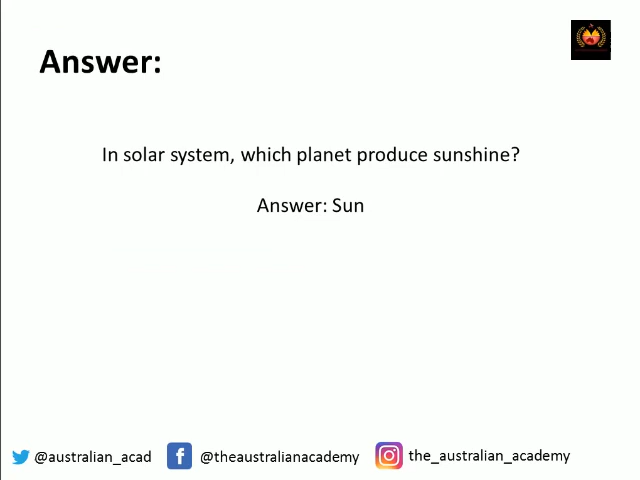 Answer:
In solar system, which planet produce sunshine?
Answer: Sun
@australian_acad @theaustralianacademy the_australian_academy